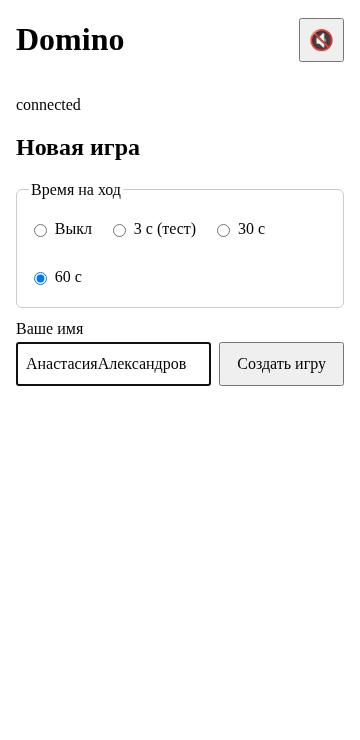 Domino
connected
Новая игра
Время на ход
Выкл
3 с (тест)
30 с
60 с
Ваше имя
АнастасияАлександров
Создать игру